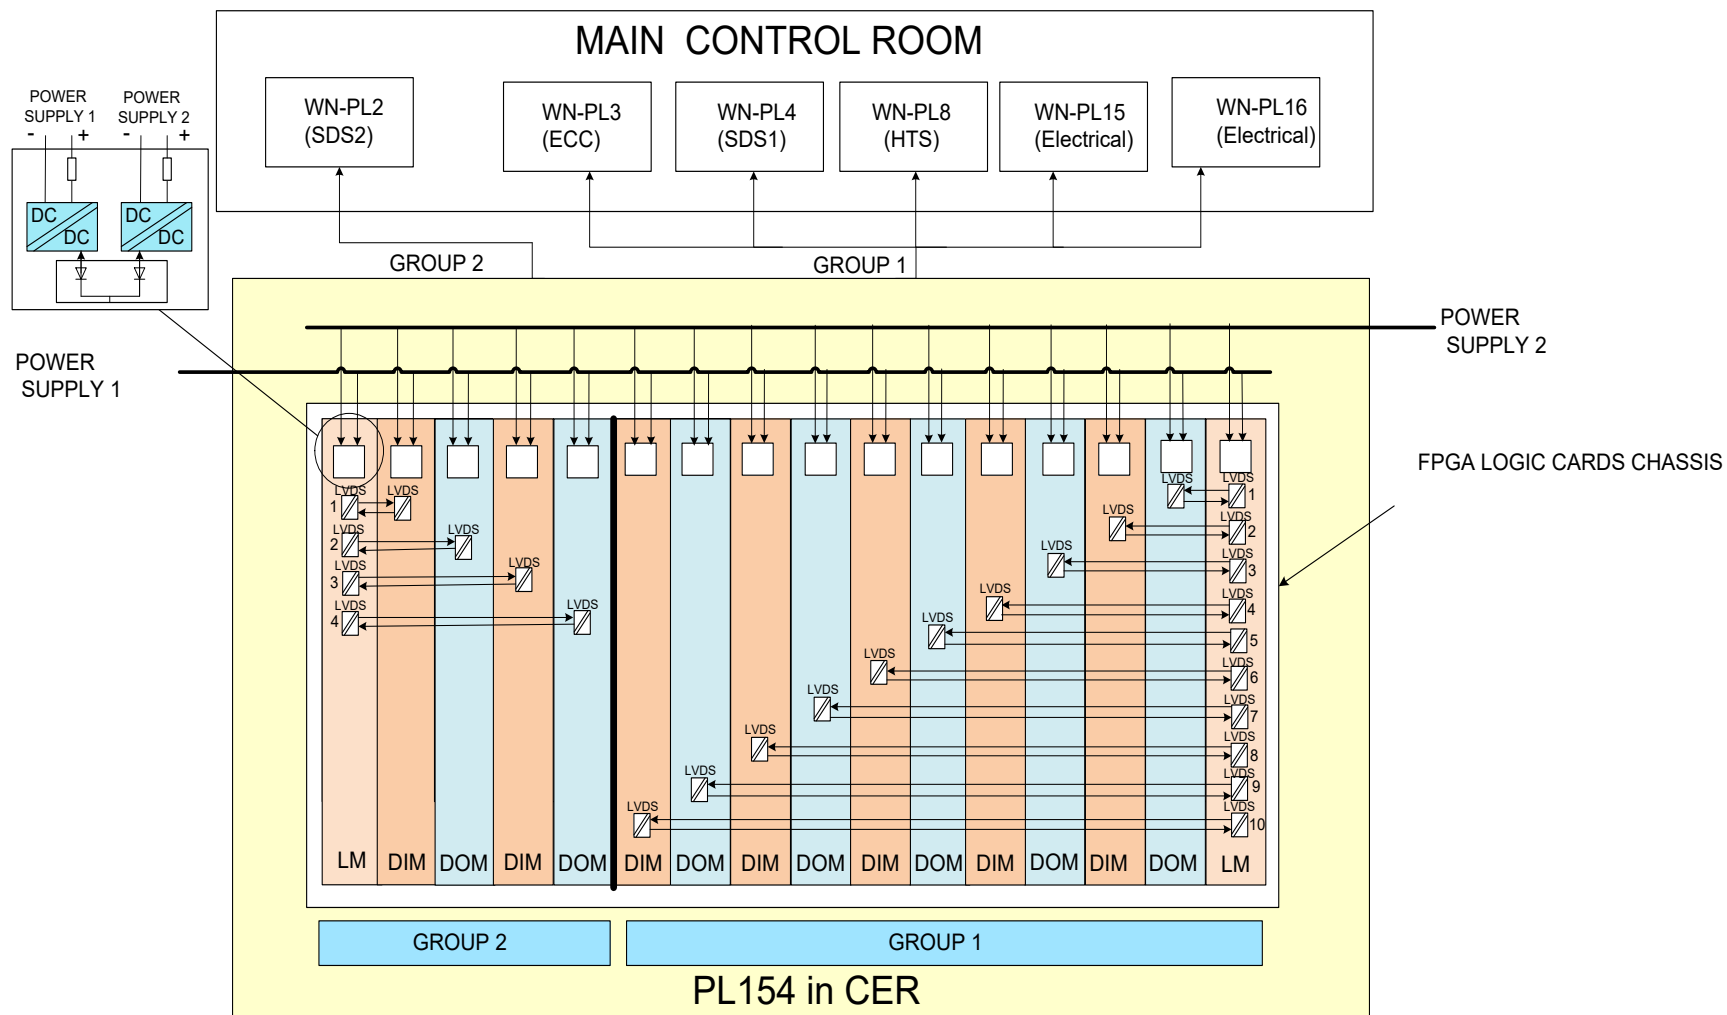 MAIN CONTROL ROOM
WN-PL2
(SDS2)
WN-PL3
(ECC)
WN-PL4
(SDS1)
WN-PL8
(HTS)
WN-PL15
(Electrical)
WN-PL16
(Electrical)
POWER
SUPPLY 1
- +
POWER
SUPPLY 2
- +
DC
DC
DC
DC
GROUP 2
GROUP 1
POWER
SUPPLY 2
POWER
SUPPLY 1
FPGA LOGIC CARDS CHASSIS
LVDS
1
LVDS
LVDS
2
LVDS
LVDS
3
LVDS
LVDS
4
LVDS
LVDS
LVDS
1
LVDS
LVDS
2
LVDS
LVDS
3
LVDS
LVDS
4
LVDS
5
LVDS
LVDS
6
LVDS
LVDS
7
LVDS
LVDS
8
LVDS
LVDS
9
LVDS
LVDS
10
LM DIM DOM DIM DOM DIM DOM DIM DOM DIM DOM DIM DOM DIM DOM LM
GROUP 2
GROUP 1
PL154 in CER